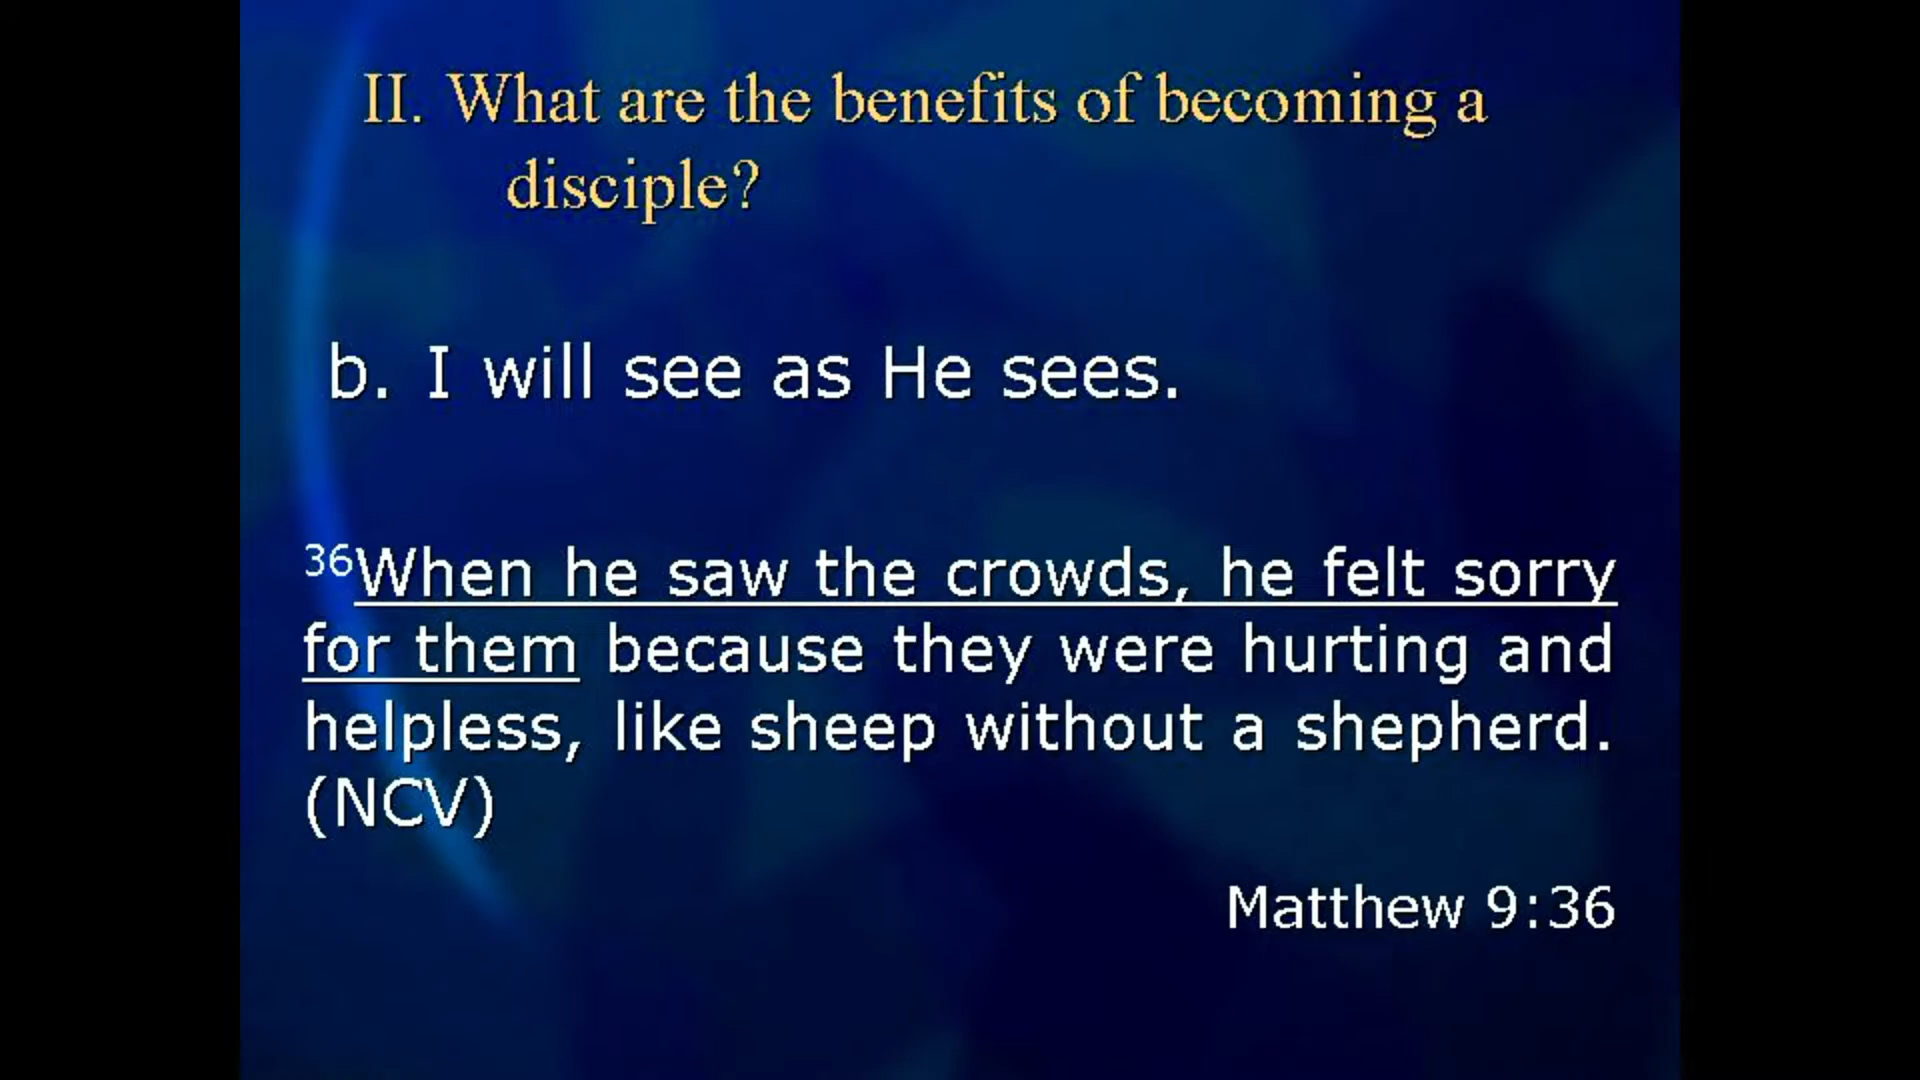 II. What are the benefits of becoming a
disciple?
b. I will see as He sees.
36When he saw the crowds, he felt sorry
for them because they were hurting and
helpless, like sheep without a shepherd.
(NCV)
Matthew 9:36